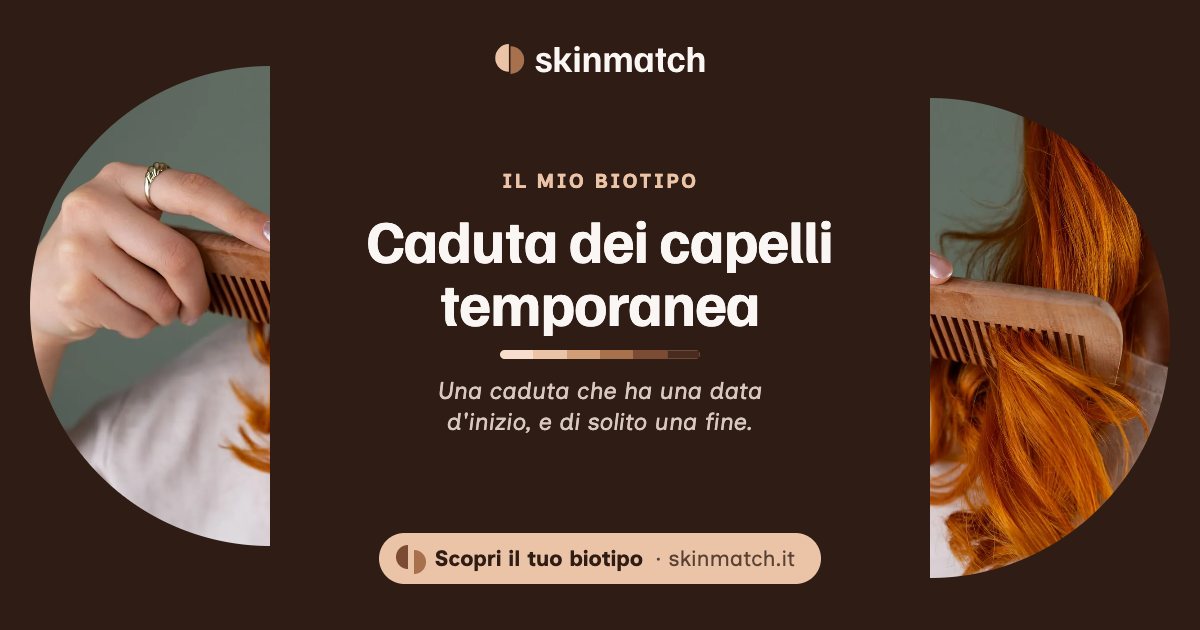 skinmatch
IL MIO BIOTIPO
Caduta dei capelli
temporanea
Una caduta che ha una data
d'inizio, e di solito una fine.
Scopri il tuo biotipo · skinmatch.it